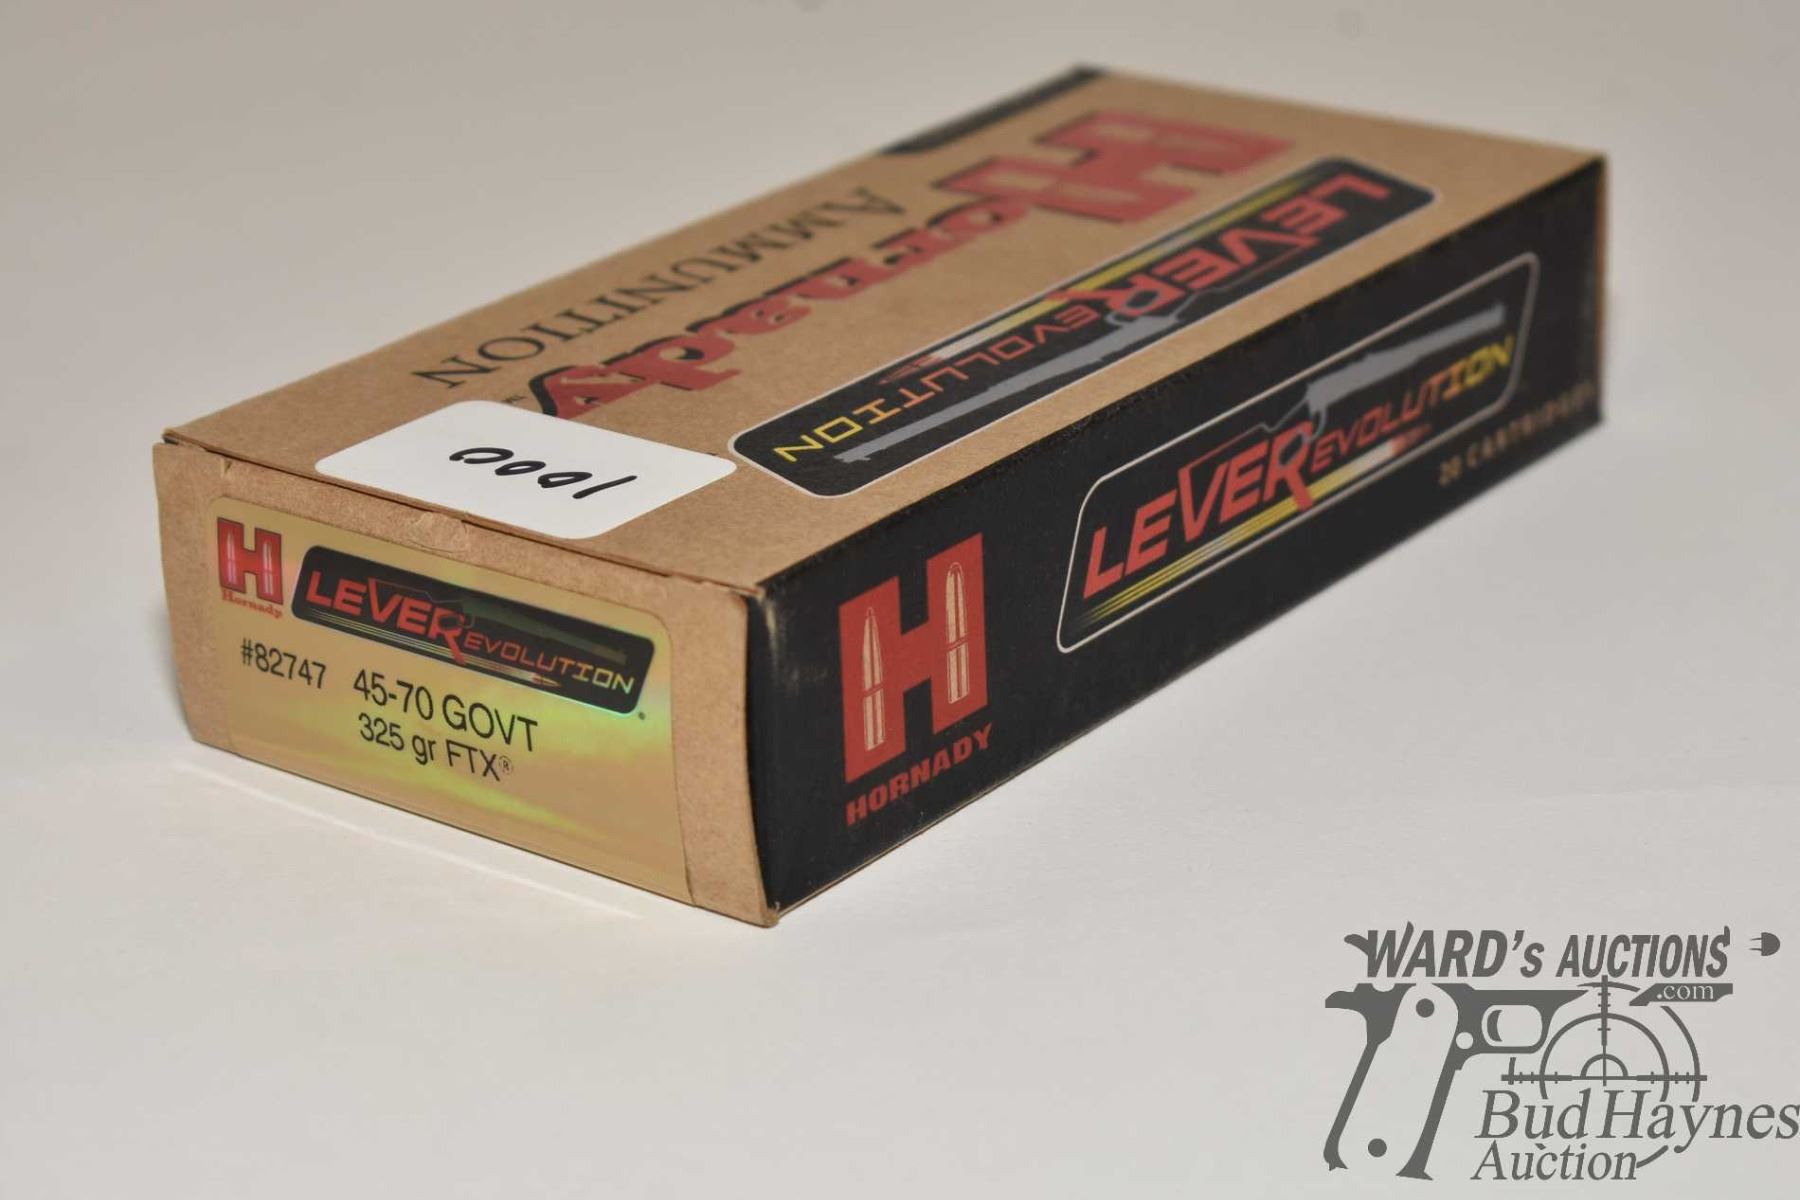 Hornady
AMMUNITION
LEVEREVOLUTION
1000
H
Hornady
LEVEREVOLUTION
#82747 45-70 GOVT
325 gr FTX®
H
HORNADY
LEVEREVOLUTION
20 CARTRIDGES
WARD's AUCTIONS
.com
Bud Haynes
Auction